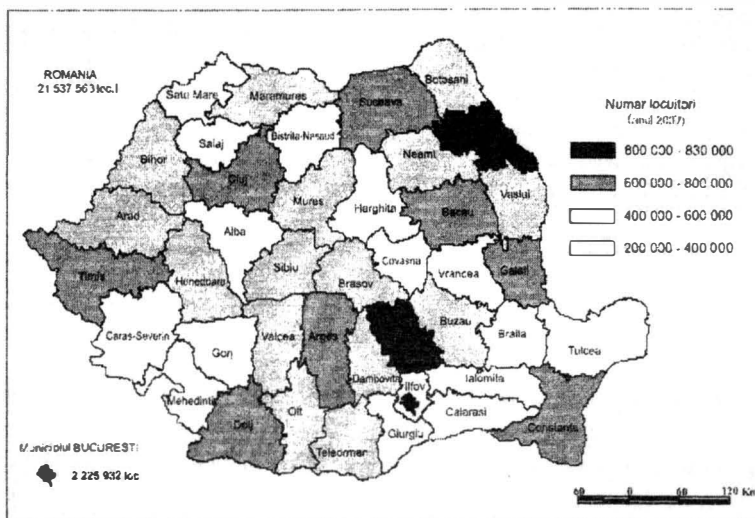 ROMANIA
21 537 563 loc.
Satu Mare
Maramures
Suceava
Botosani
Salaj
Bistrita-Nasaud
Bihor
Cluj
Neamt
Mures
Harghita
Bacau
Vaslui
Arad
Alba
Timis
Hunedoara
Sibiu
Brasov
Covasna
Vrancea
Galati
Caras-Severin
Gorj
Valcea
Arges
Buzau
Braila
Tulcea
Dambovita
Ilfov
Ialomita
Mehedinti
Dolj
Olt
Teleorman
Giurgiu
Calarasi
Constanta
Numar locuitori
800 000 - 830 000
600 000 - 800 000
400 000 - 600 000
200 000 - 400 000
Municipiul BUCURESTI
2 225 932 loc
60 0 60 120 Km